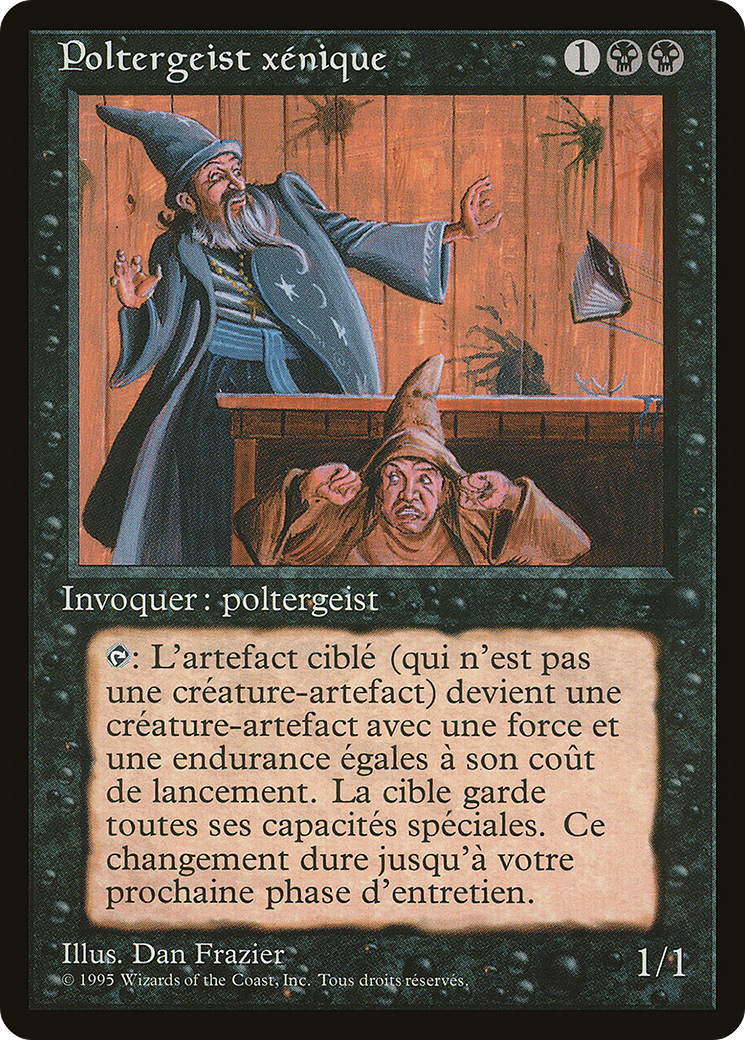 Poltergeist xénique 1
Invoquer : poltergeist
: L'artefact ciblé (qui n'est pas
une créature-artefact) devient une
créature-artefact avec une force et
une endurance égales à son coût
de lancement. La cible garde
toutes ses capacités spéciales. Ce
changement dure jusqu'à votre
prochaine phase d'entretien.
Illus. Dan Frazier
1/1
© 1995 Wizards of the Coast, Inc. Tous droits réservés.